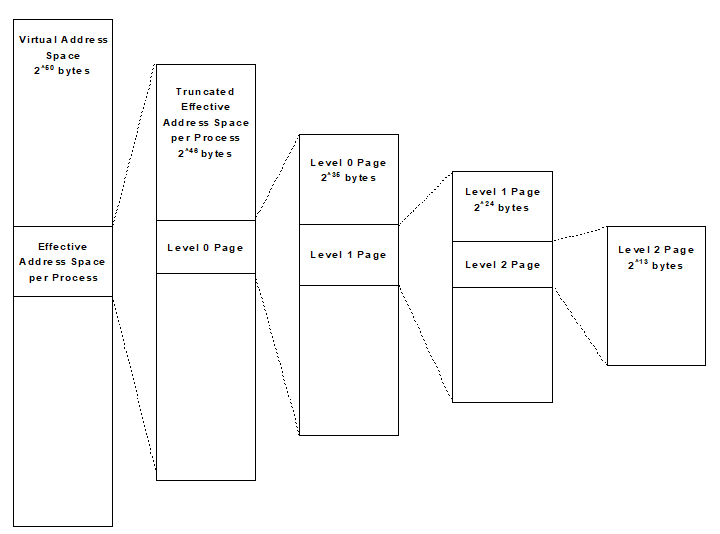 Virtual Address
Space
2^60 bytes
Effective
Address Space
per Process
Truncated
Effective
Address Space
per Process
2^48 bytes
Level 0 Page
Level 0 Page
2^35 bytes
Level 1 Page
Level 1 Page
2^24 bytes
Level 2 Page
Level 2 Page
2^13 bytes